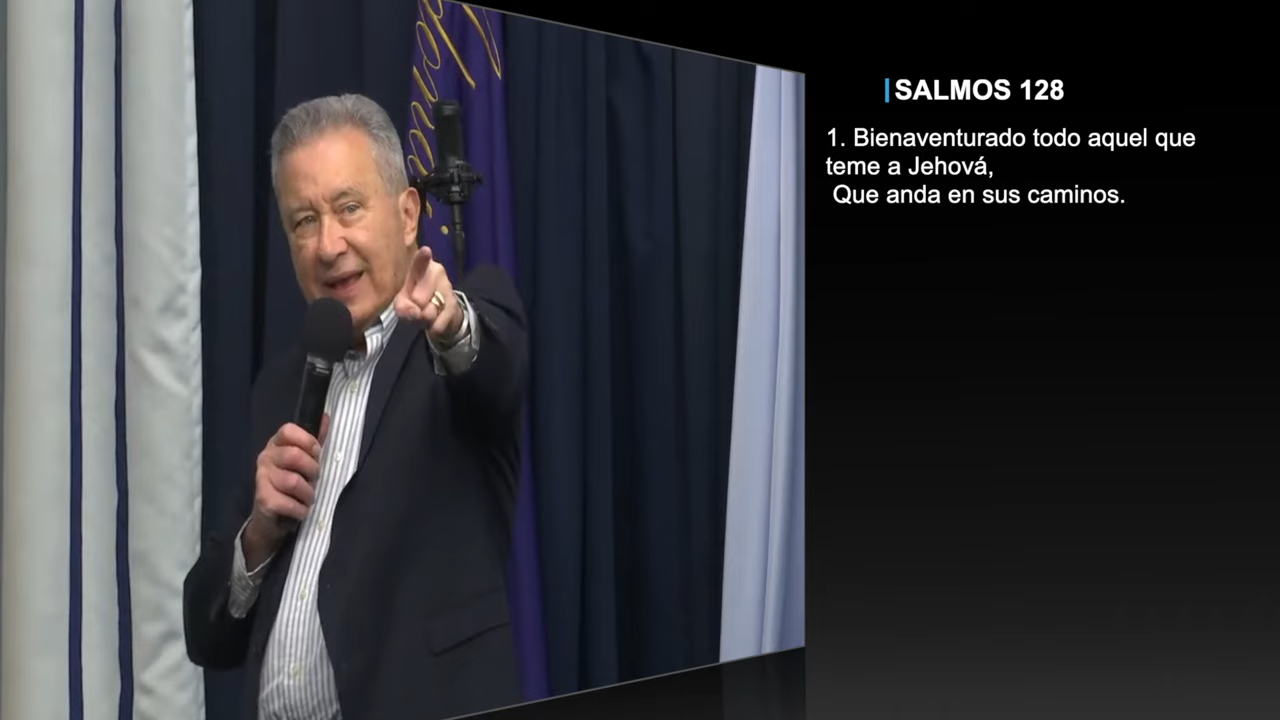 SALMOS 128
1. Bienaventurado todo aquel que
teme a Jehová,
Que anda en sus caminos.